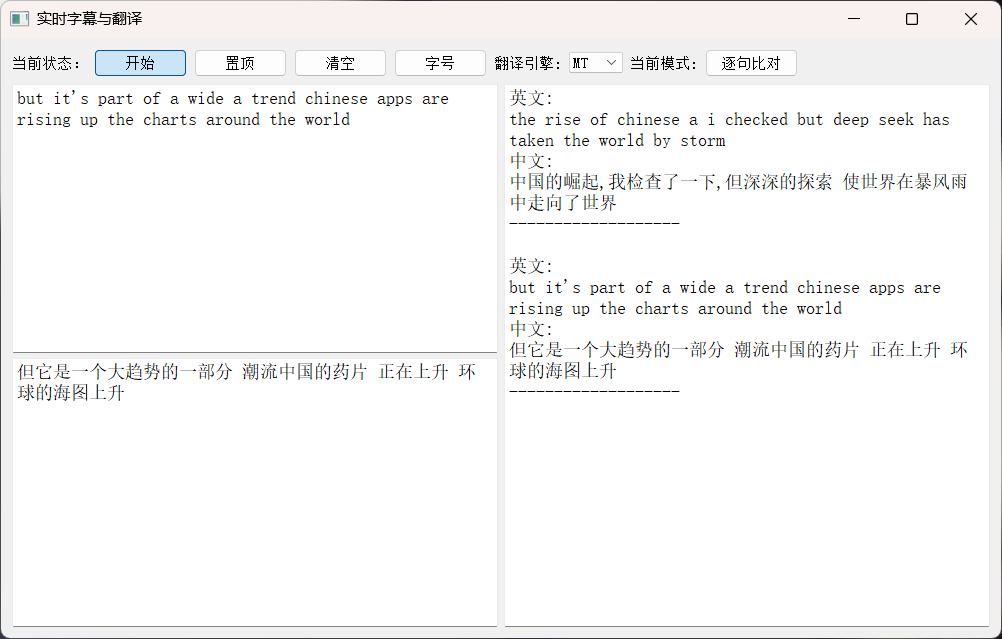 实时字幕与翻译
当前状态： 开始 置顶 清空 字号 翻译引擎： MT 当前模式： 逐句比对
but it's part of a wide a trend chinese apps are
rising up the charts around the world
但它是一个大趋势的一部分 潮流中国的药片 正在上升 环
球的海图上升
英文:
the rise of chinese a i checked but deep seek has
taken the world by storm
中文:
中国的崛起,我检查了一下,但深深的探索 使世界在暴风雨
中走向了世界
-------------------
英文:
but it's part of a wide a trend chinese apps are
rising up the charts around the world
中文:
但它是一个大趋势的一部分 潮流中国的药片 正在上升 环
球的海图上升
-------------------